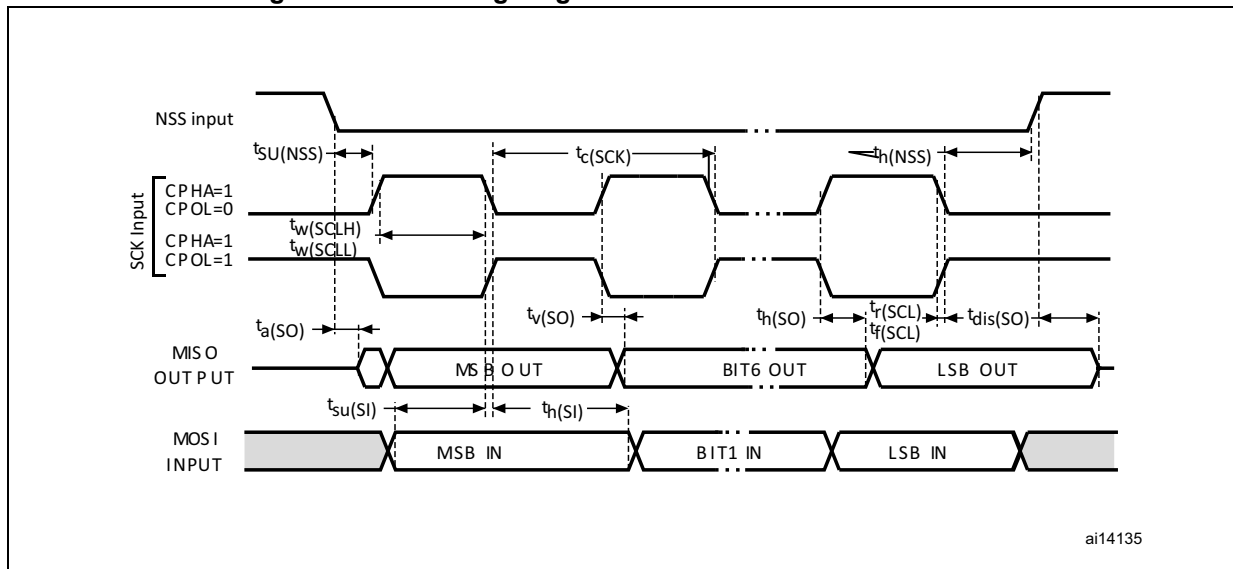 NSS input
tSU(NSS)
tc(SCK)
th(NSS)
SCK Input
CPHA=1
CPOL=0
tw(SCLH)
tw(SCLL)
CPHA=1
CPOL=1
ta(SO)
tv(SO)
th(SO)
tr(SCL)
tf(SCL)
tdis(SO)
MISO
OUTPUT
MSB OUT
BIT6 OUT
LSB OUT
tsu(SI)
th(SI)
MOSI
INPUT
MSB IN
BIT1 IN
LSB IN
ai14135